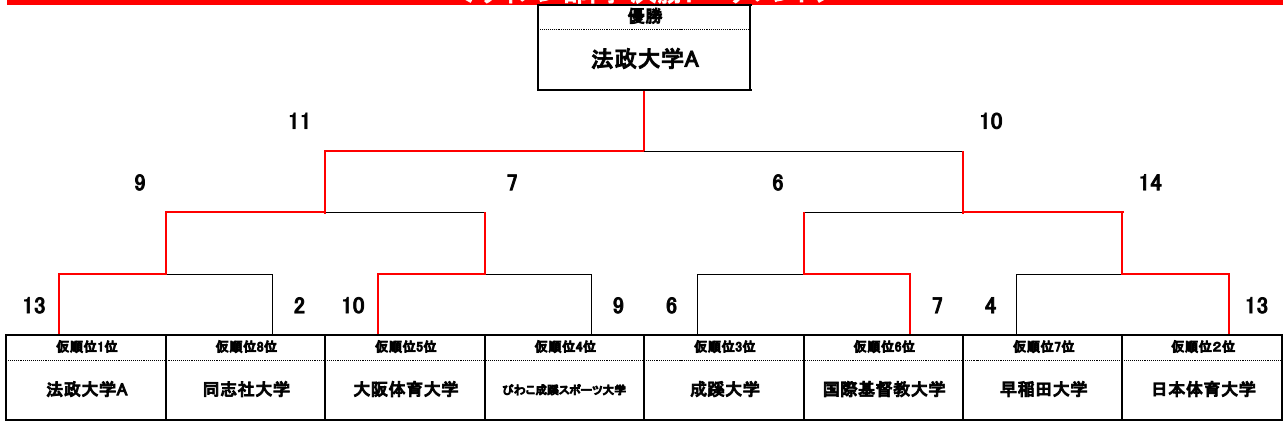 優勝
法政大学A
11
10
9
7
6
14
13
2
10
9
6
7
4
13
仮順位1位
仮順位8位
仮順位5位
仮順位4位
仮順位3位
仮順位6位
仮順位7位
仮順位2位
法政大学A
同志社大学
大阪体育大学
びわこ成蹊スポーツ大学
成蹊大学
国際基督教大学
早稲田大学
日本体育大学